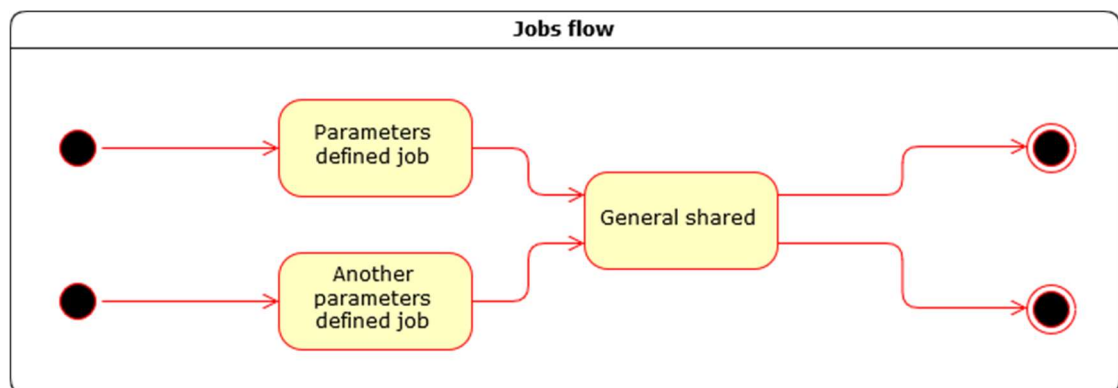 Jobs flow
Parameters
defined job
General shared
Another
parameters
defined job